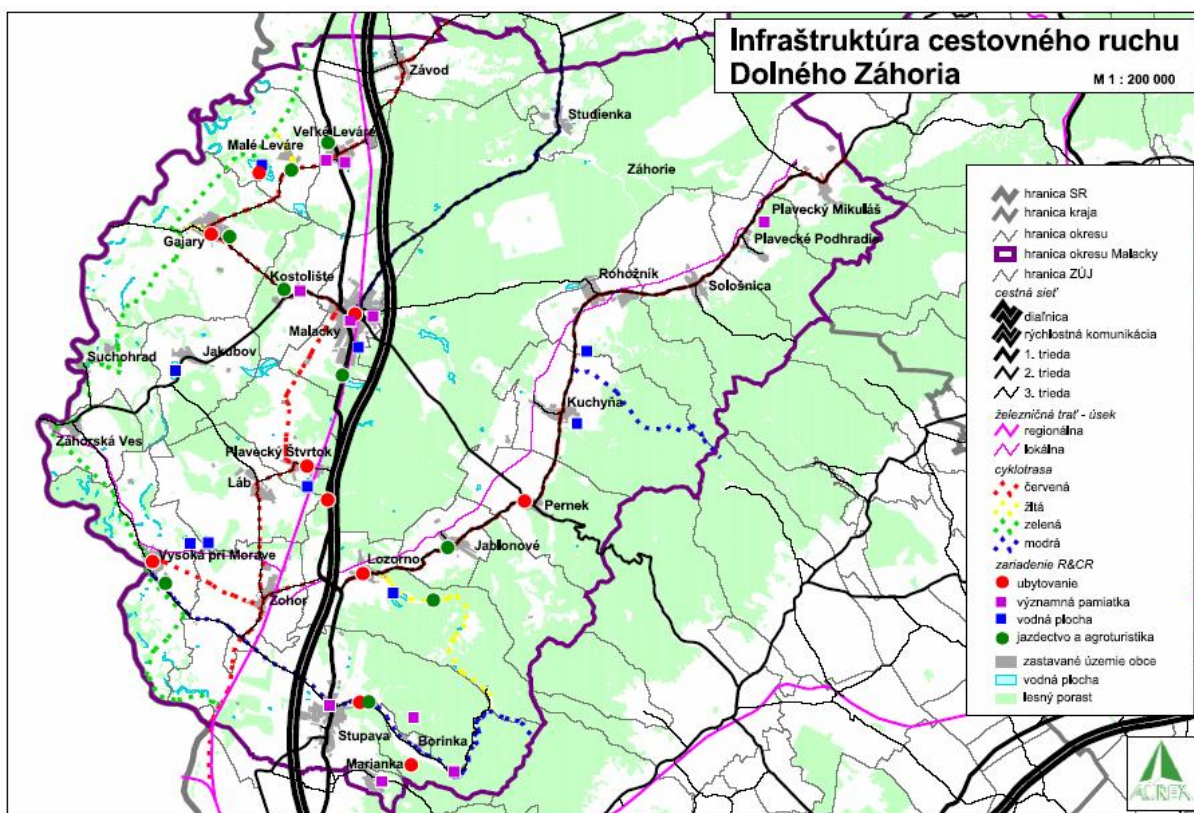 Infraštruktúra cestovného ruchu
Dolného Záhoria
M 1 : 200 000
Závod
Studienka
Veľké Leváre
Malé Leváre
Záhorie
Plavecký Mikuláš
Plavecké Podhradie
Gajary
Kostolište
Rohožník
Sološnica
Malacky
Suchohrad
Jakubov
Kuchyňa
Záhorská Ves
Plavecký Štvrtok
Láb
Pernek
Jablonové
Vysoká pri Morave
Lozorno
Zohor
Stupava
Borinka
Marianka
hranica SR
hranica kraja
hranica okresu
hranica okresu Malacky
hranica ZÚJ
cestná sieť
diaľnica
rýchlostná komunikácia
1. trieda
2. trieda
3. trieda
železničná trať - úsek
regionálna
lokálna
cyklotrasa
červená
žltá
zelená
modrá
zariadenie R&CR
ubytovanie
významná pamiatka
vodná plocha
jazdectvo a agroturistika
zastavané územie obce
vodná plocha
lesný porast